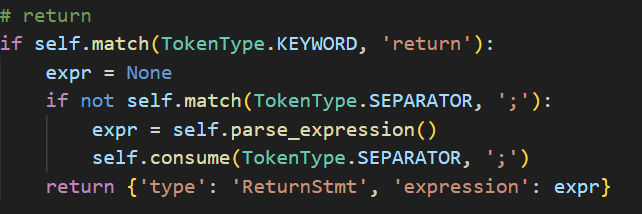 # return
if self.match(TokenType.KEYWORD, 'return'):
    expr = None
    if not self.match(TokenType.SEPARATOR, ';'):
        expr = self.parse_expression()
        self.consume(TokenType.SEPARATOR, ';')
    return {'type': 'ReturnStmt', 'expression': expr}